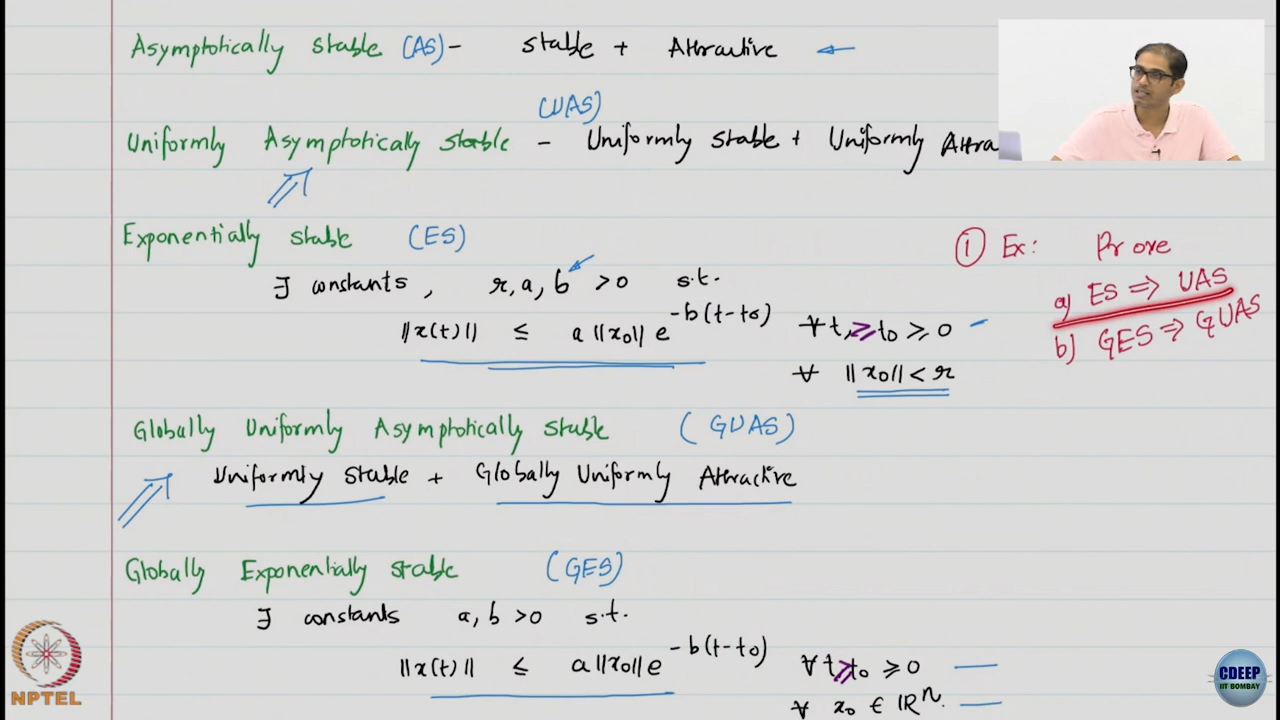 Asymptotically stable (AS) - stable + Attractive ←
(UAS)
Uniformly Asymptotically stable - Uniformly stable + Uniformly Attra
⇒
Exponentially stable (ES)
∃ constants, r, a, b > 0 s.t.
||x(t)|| ≤ a ||x₀|| e^{-b(t-t₀)} ∀ t ≥ t₀ ≥ 0
∀ ||x₀|| < r
① Ex: Prove
a) ES ⇒ UAS
b) GES ⇒ GUAS
Globally Uniformly Asymptotically stable (GUAS)
⇒ Uniformly stable + Globally Uniformly Attractive
Globally Exponentially stable (GES)
∃ constants a, b > 0 s.t.
||x(t)|| ≤ a ||x₀|| e^{-b(t-t₀)} ∀ t ≥ t₀ ≥ 0
∀ x₀ ∈ ℝⁿ.
NPTEL
CDEEP
IIT BOMBAY